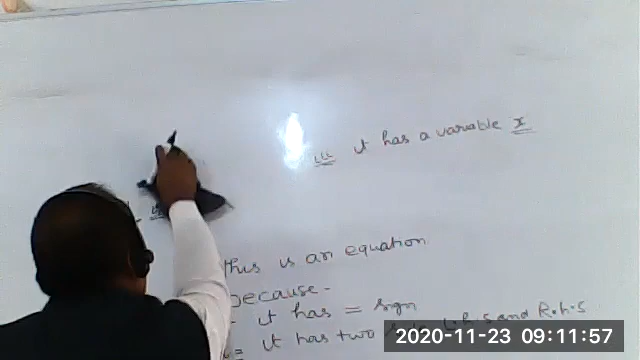 iii it has a variable x
this is an equation
because-
it has = sign
it has two L.h.s and R.h.s.
2020-11-23 09:11:57